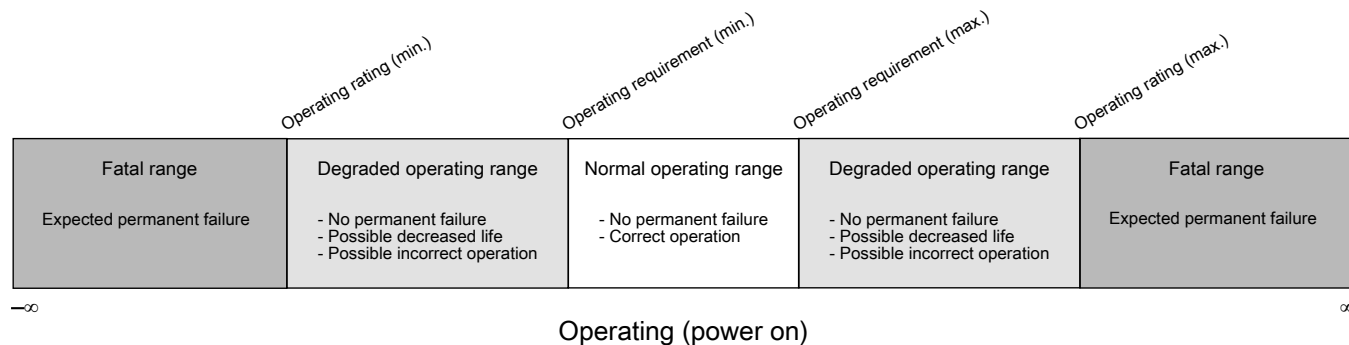 Operating rating (min.)
Operating requirement (min.)
Operating requirement (max.)
Operating rating (max.)
Fatal range
Expected permanent failure
Degraded operating range
- No permanent failure
- Possible decreased life
- Possible incorrect operation
Normal operating range
- No permanent failure
- Correct operation
Degraded operating range
- No permanent failure
- Possible decreased life
- Possible incorrect operation
Fatal range
Expected permanent failure
–∞
∞
Operating (power on)